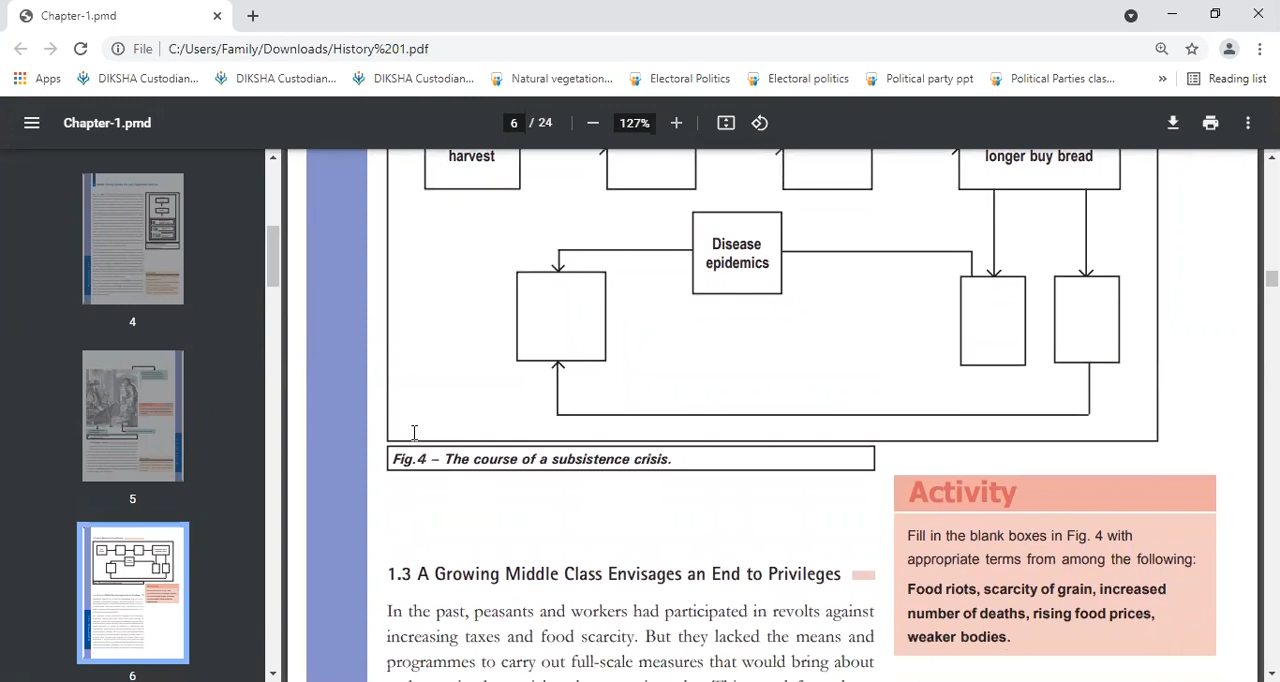 Chapter-1.pmd
File
C:/Users/Family/Downloads/History%201.pdf
Apps
DIKSHA Custodian...
DIKSHA Custodian...
DIKSHA Custodian...
Natural vegetation...
Electoral Politics
Electoral politics
Political party ppt
Political Parties clas...
»
Reading list
Chapter-1.pmd
6 / 24
127%
4
5
6
harvest
longer buy bread
Disease
epidemics
Fig.4 – The course of a subsistence crisis.
Activity
Fill in the blank boxes in Fig. 4 with
appropriate terms from among the following:
Food riots, scarcity of grain, increased
number of deaths, rising food prices,
weaker bodies.
1.3 A Growing Middle Class Envisages an End to Privileges
In the past, peasants and workers had participated in revolts against
increasing taxes and food scarcity. But they lacked the means and
programmes to carry out full-scale measures that would bring about